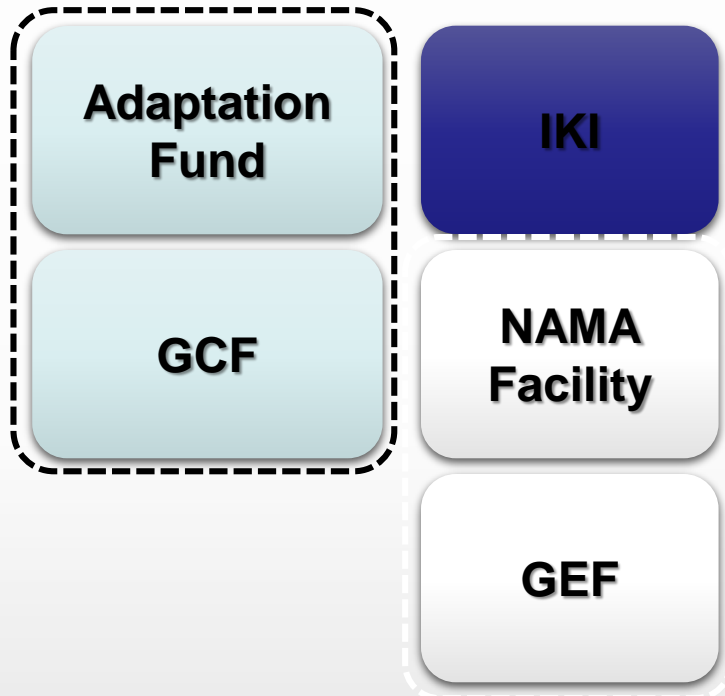 Adaptation
Fund
IKI
GCF
NAMA
Facility
GEF